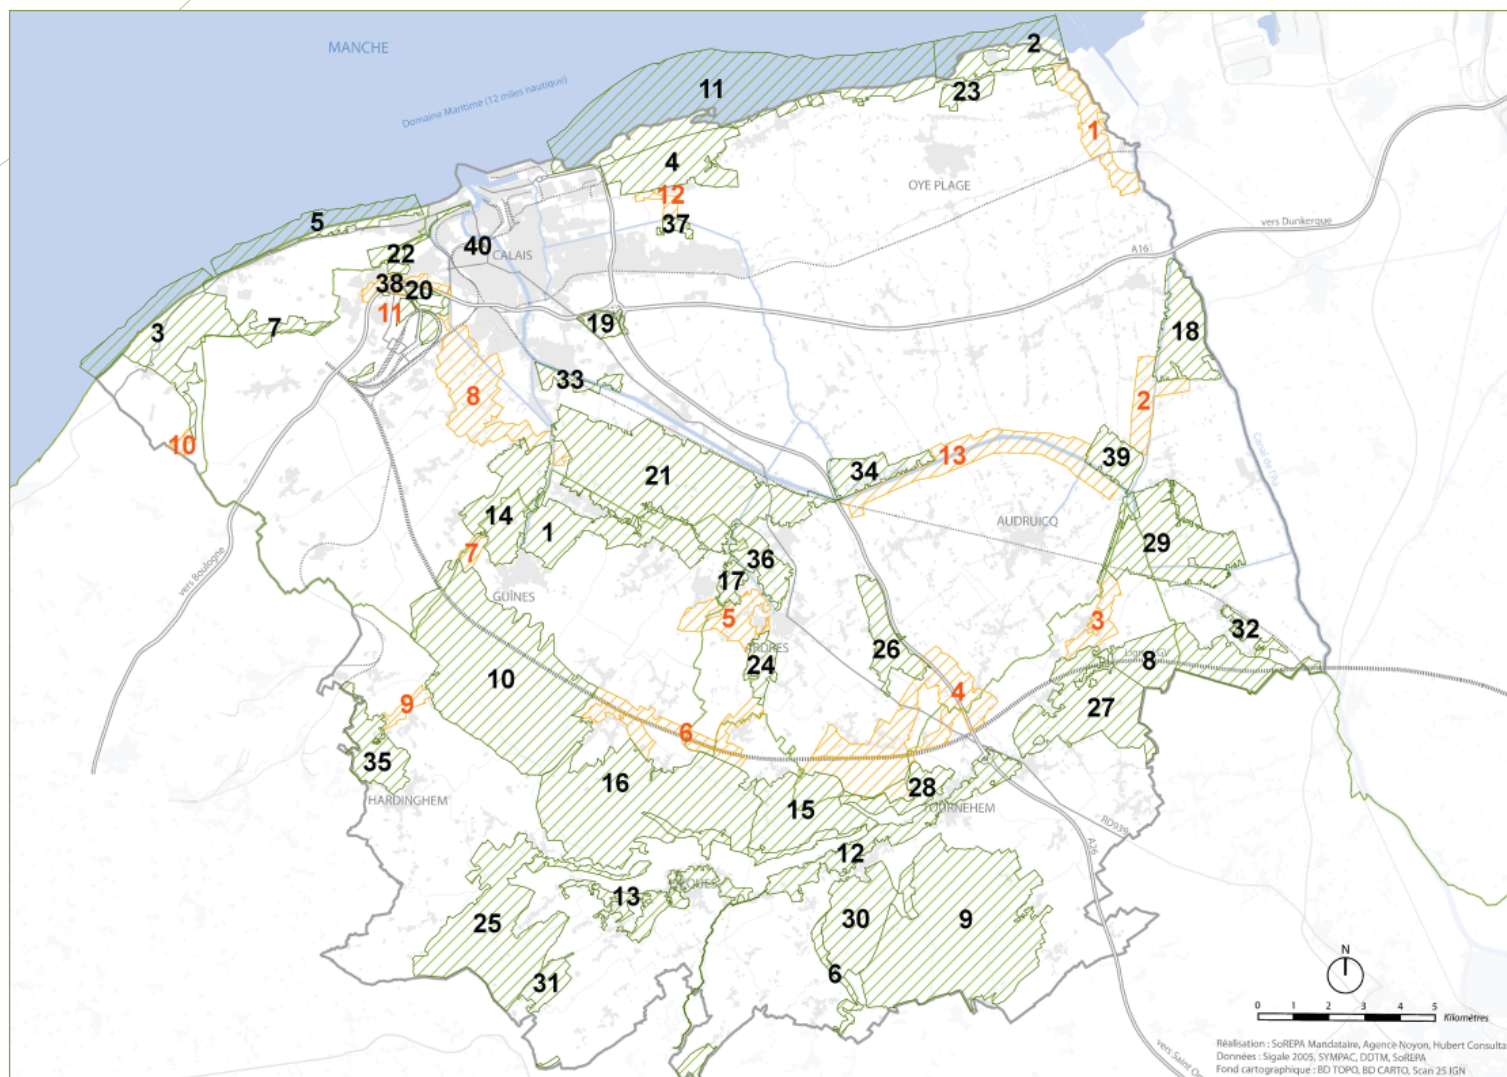 MANCHE
Domaine Maritime (12 miles nautique)
2
11
23
1
4
OYE PLAGE
12
5
37
vers Dunkerque
22
40
CALAIS
A16
38
20
11
3
7
19
18
33
8
2
10
13
39
34
21
14
1
AUDRUICQ
29
7
36
vers Boulogne
17
GUÎNES
5
3
32
26
24
8
10
4
9
27
6
35
16
28
HARDINGHEM
15
TOURNEHEM
RD939
12
A26
13
25
30
9
6
31
N
0 1 2 3 4 5
Kilomètres
Réalisation : SoREPA Mandataire, Agence Noyon, Hubert Consulta
Données : Sigale 2005, SYMPAC, DDTM, SoREPA
Fond cartographique : BD TOPO, BD CARTO, Scan 25 IGN